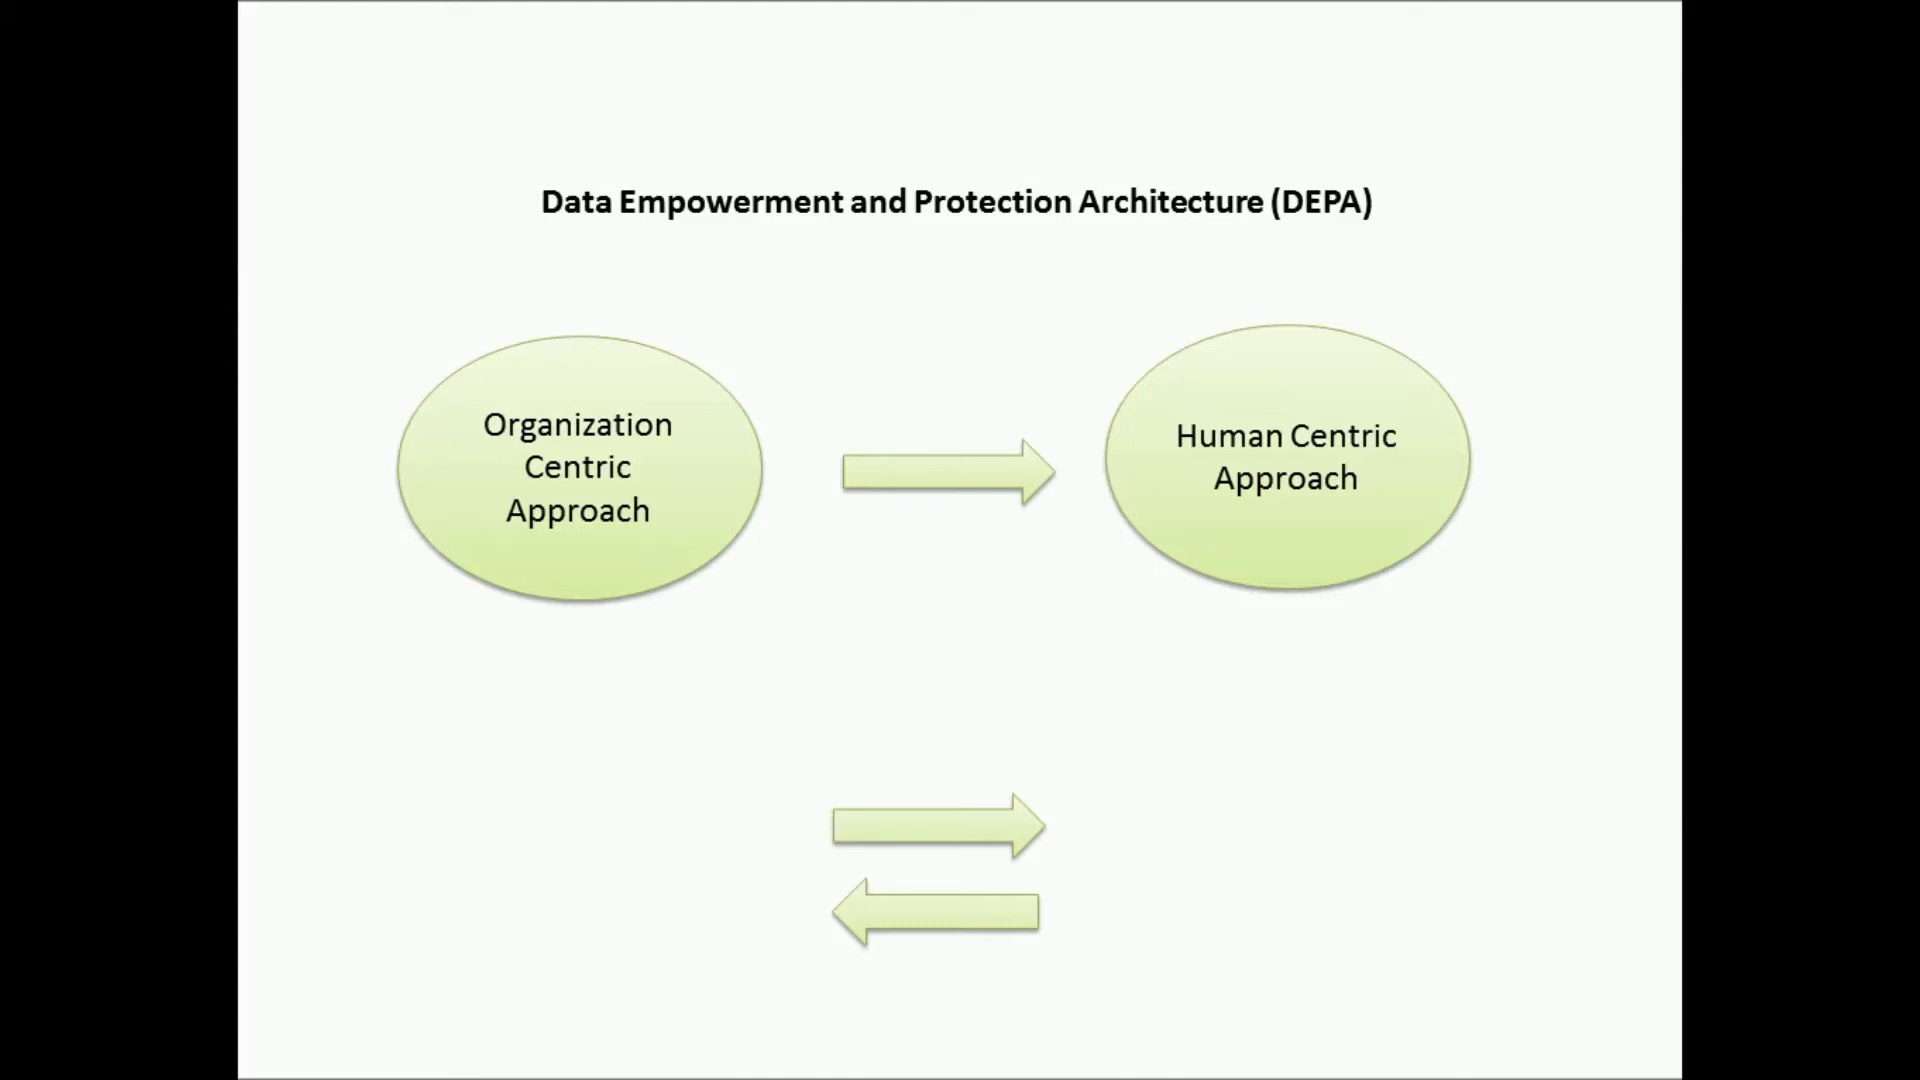 Data Empowerment and Protection Architecture (DEPA)
Organization
Centric
Approach
Human Centric
Approach